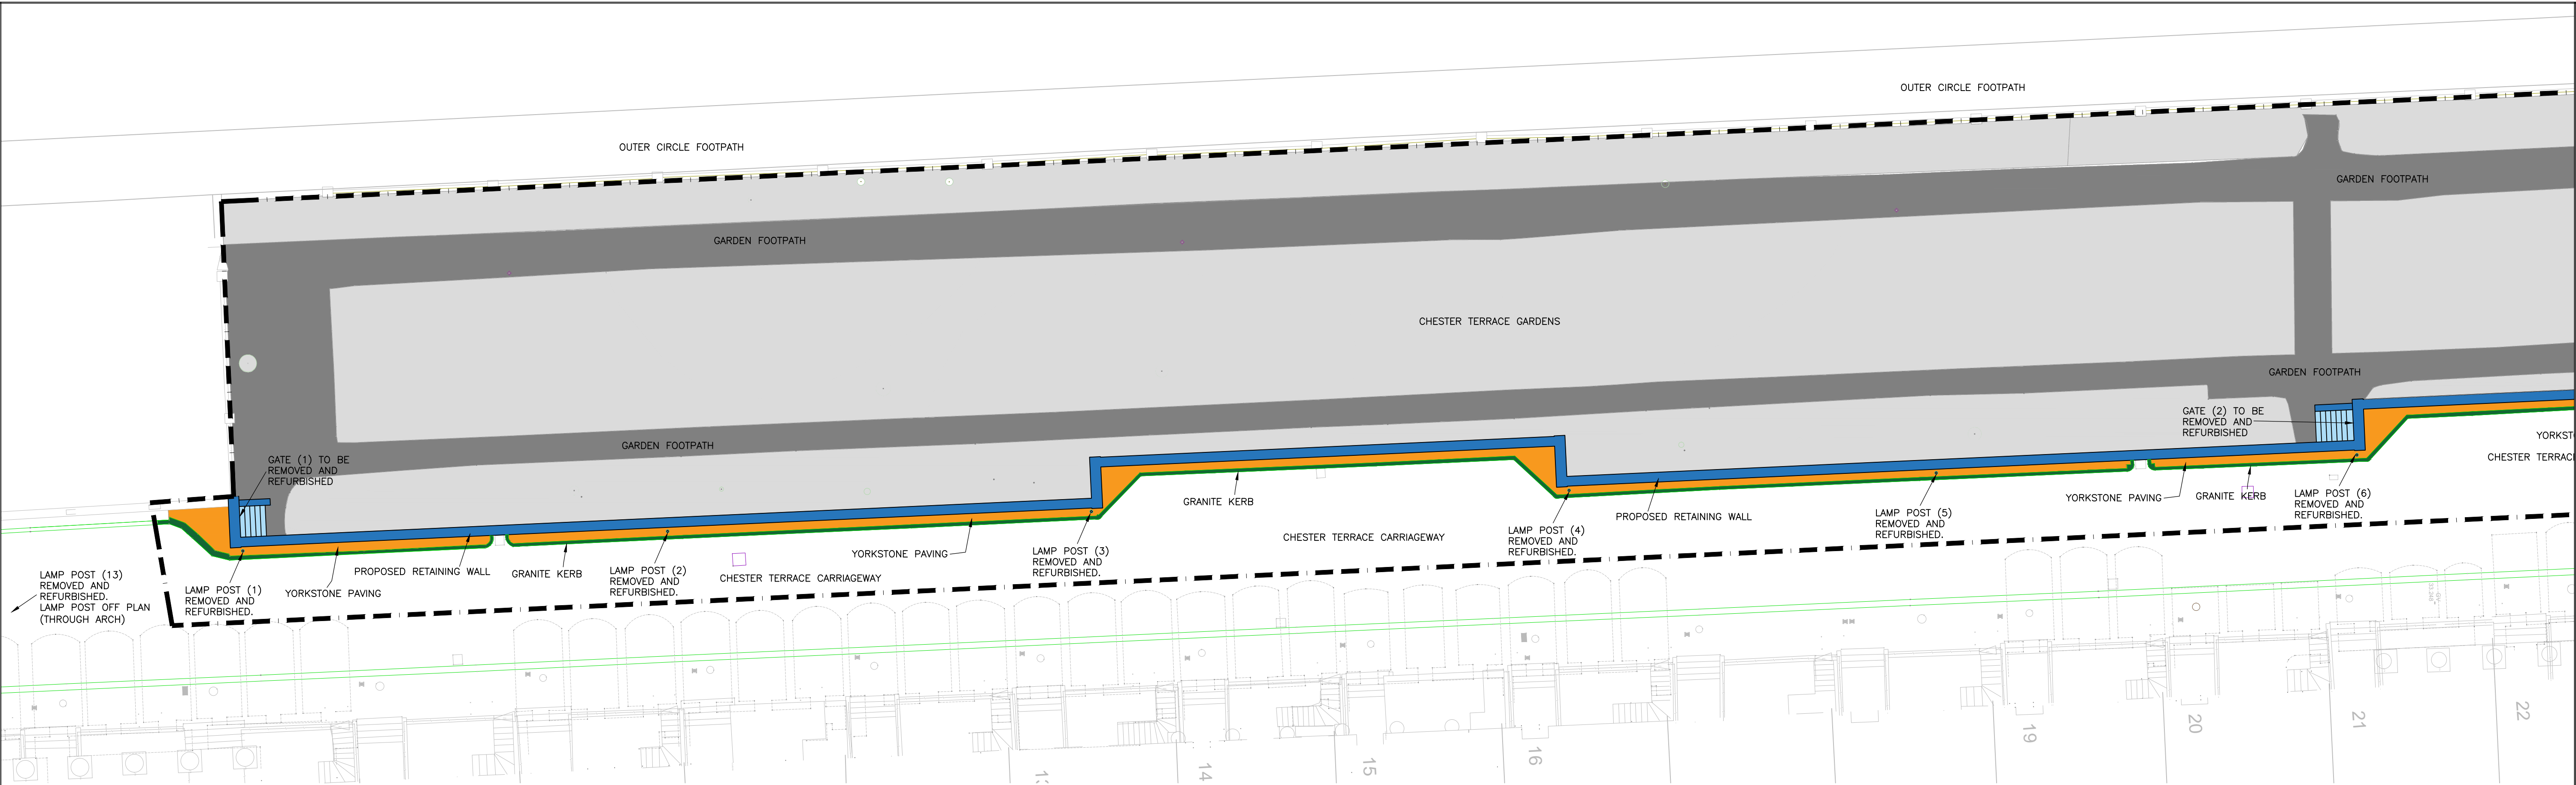 OUTER CIRCLE FOOTPATH
OUTER CIRCLE FOOTPATH
GARDEN FOOTPATH
GARDEN FOOTPATH
CHESTER TERRACE GARDENS
GARDEN FOOTPATH
GARDEN FOOTPATH
GATE (1) TO BE
REMOVED AND
REFURBISHED
GATE (2) TO BE
REMOVED AND
REFURBISHED
YORKST
CHESTER TERRAC
LAMP POST (13)
REMOVED AND
REFURBISHED.
LAMP POST OFF PLAN
(THROUGH ARCH)
LAMP POST (1)
REMOVED AND
REFURBISHED.
YORKSTONE PAVING
PROPOSED RETAINING WALL
GRANITE KERB
LAMP POST (2)
REMOVED AND
REFURBISHED.
CHESTER TERRACE CARRIAGEWAY
YORKSTONE PAVING
LAMP POST (3)
REMOVED AND
REFURBISHED.
GRANITE KERB
CHESTER TERRACE CARRIAGEWAY
LAMP POST (4)
REMOVED AND
REFURBISHED.
PROPOSED RETAINING WALL
LAMP POST (5)
REMOVED AND
REFURBISHED.
YORKSTONE PAVING
GRANITE KERB
LAMP POST (6)
REMOVED AND
REFURBISHED.
14
15
16
19
20
21
22